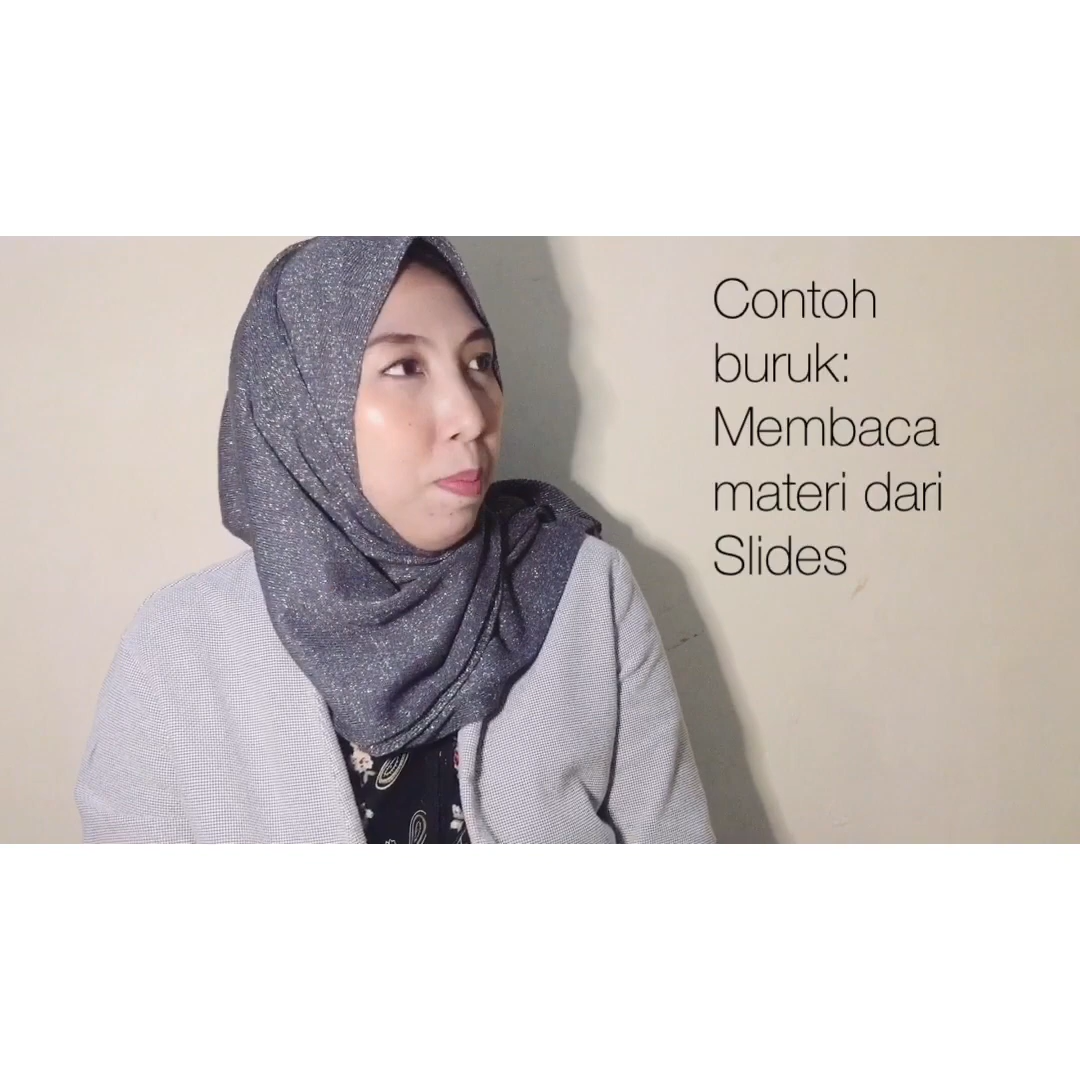 Contoh
buruk:
Membaca
materi dari
Slides